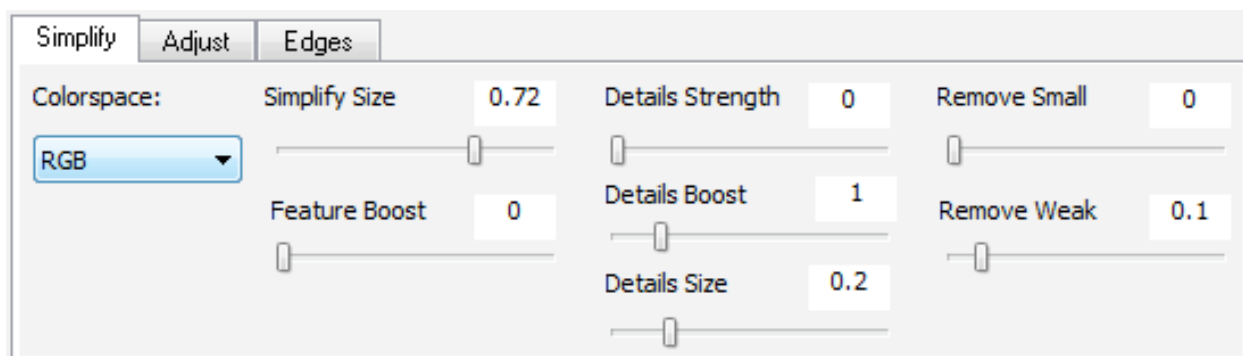 Simplify Adjust Edges
Colorspace: Simplify Size 0.72 Details Strength 0 Remove Small 0
RGB
Details Boost 1
Feature Boost 0 Remove Weak 0.1
Details Size 0.2